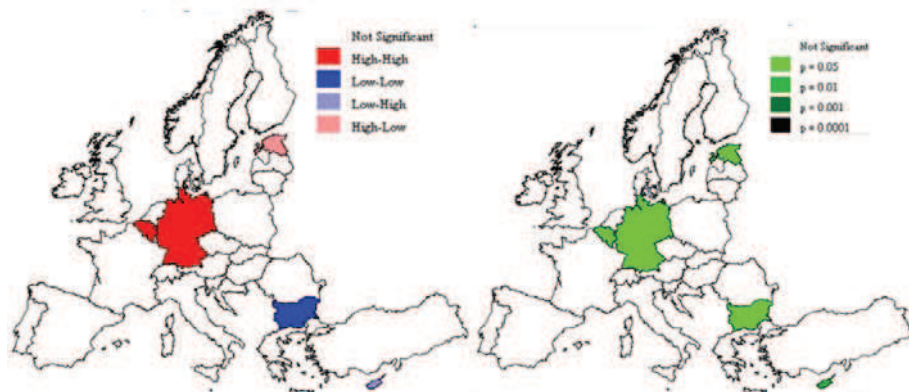 Not Significant
High-High
Low-Low
Low-High
High-Low
Not Significant
p = 0.05
p = 0.01
p = 0.001
p = 0.0001